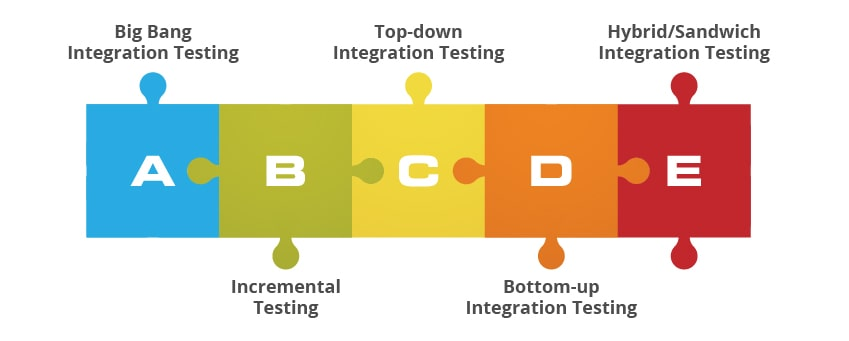 Big Bang
Integration Testing
Top-down
Integration Testing
Hybrid/Sandwich
Integration Testing
A
B
C
D
E
Incremental
Testing
Bottom-up
Integration Testing